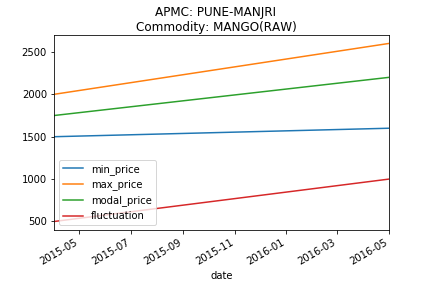 APMC: PUNE-MANJRI
Commodity: MANGO(RAW)
2500
2000
1500
1000
500
min_price
max_price
modal_price
fluctuation
2015-05
2015-07
2015-09
2015-11
2016-01
2016-03
2016-05
date